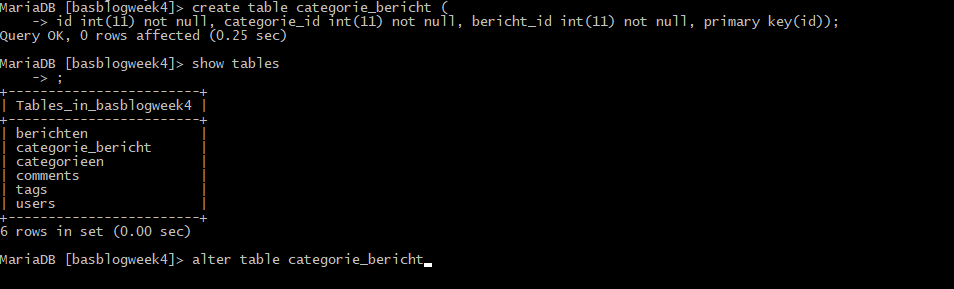 MariaDB [basblogweek4]> create table categorie_bericht (
    -> id int(11) not null, categorie_id int(11) not null, bericht_id int(11) not null, primary key(id));
Query OK, 0 rows affected (0.25 sec)
MariaDB [basblogweek4]> show tables
    -> ;
+------------------------+
| Tables_in_basblogweek4 |
+------------------------+
| berichten              |
| categorie_bericht      |
| categorieen            |
| comments               |
| tags                   |
| users                  |
+------------------------+
6 rows in set (0.00 sec)
MariaDB [basblogweek4]> alter table categorie_bericht